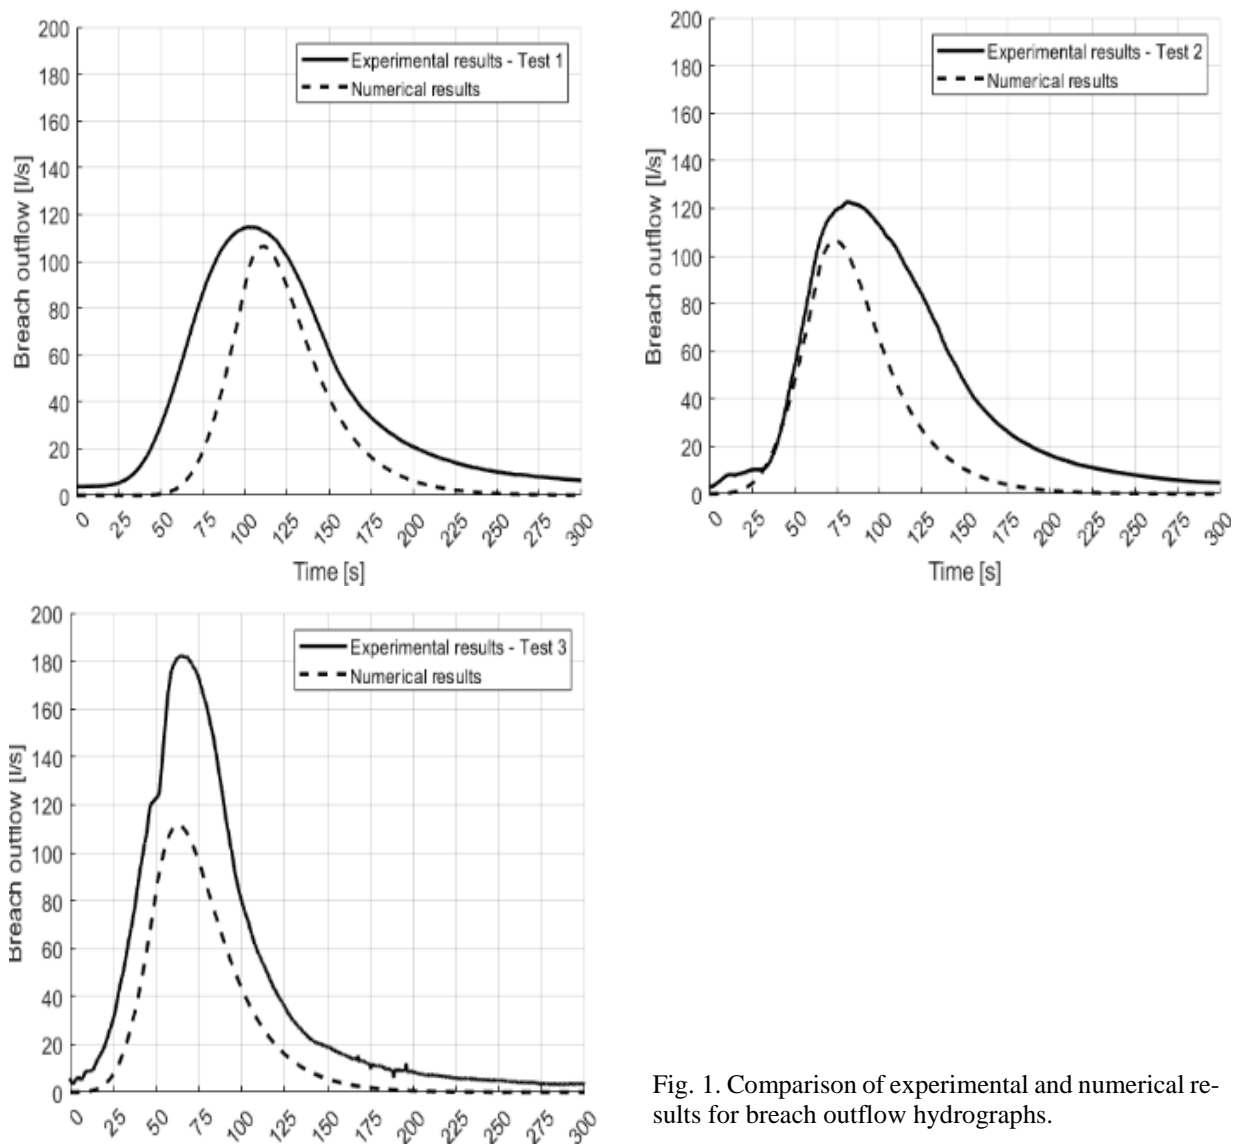 200
180
160
140
120
100
80
60
40
20
0
Breach outflow [l/s]
Experimental results - Test 1
Numerical results
0 25 50 75 100 125 150 175 200 225 250 275 300
Time [s]
200
180
160
140
120
100
80
60
40
20
0
Breach outflow [l/s]
Experimental results - Test 2
Numerical results
0 25 50 75 100 125 150 175 200 225 250 275 300
Time [s]
200
180
160
140
120
100
80
60
40
20
0
Breach outflow [l/s]
Experimental results - Test 3
Numerical results
0 25 50 75 100 125 150 175 200 225 250 275 300
Fig. 1. Comparison of experimental and numerical re-
sults for breach outflow hydrographs.